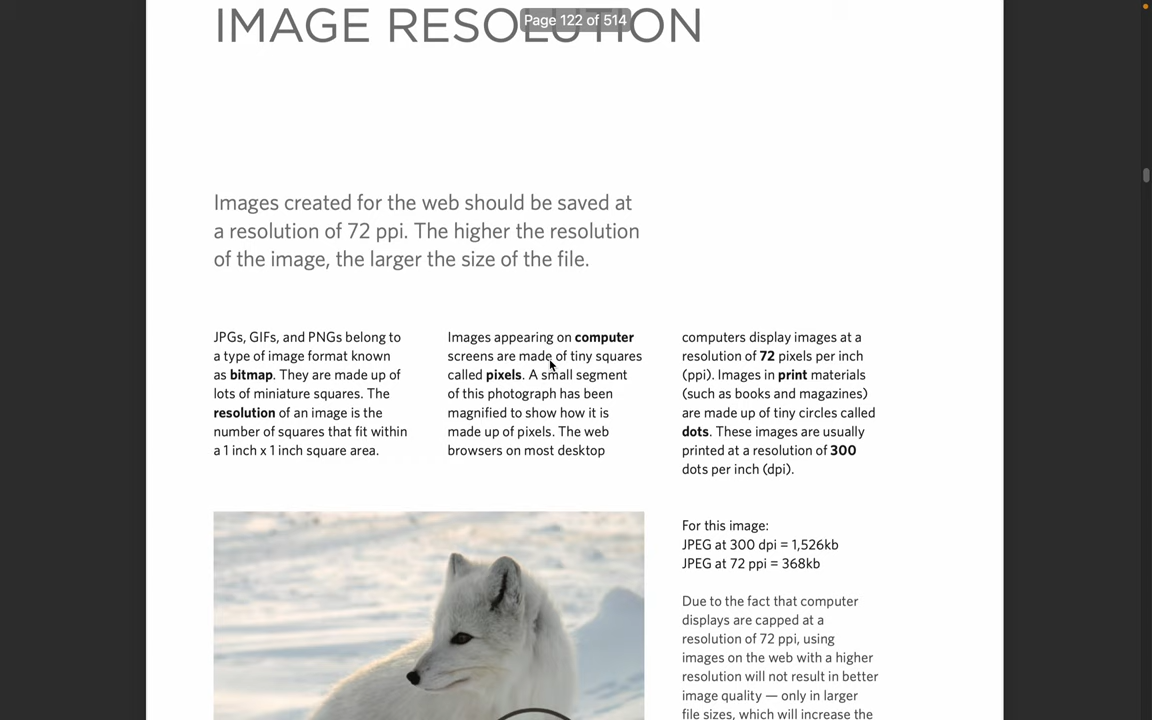 IMAGE RESOLUTION
Page 122 of 514
Images created for the web should be saved at
a resolution of 72 ppi. The higher the resolution
of the image, the larger the size of the file.
JPGs, GIFs, and PNGs belong to
a type of image format known
as bitmap. They are made up of
lots of miniature squares. The
resolution of an image is the
number of squares that fit within
a 1 inch x 1 inch square area.
Images appearing on computer
screens are made of tiny squares
called pixels. A small segment
of this photograph has been
magnified to show how it is
made up of pixels. The web
browsers on most desktop
computers display images at a
resolution of 72 pixels per inch
(ppi). Images in print materials
(such as books and magazines)
are made up of tiny circles called
dots. These images are usually
printed at a resolution of 300
dots per inch (dpi).
For this image:
JPEG at 300 dpi = 1,526kb
JPEG at 72 ppi = 368kb
Due to the fact that computer
displays are capped at a
resolution of 72 ppi, using
images on the web with a higher
resolution will not result in better
image quality — only in larger
file sizes, which will increase the